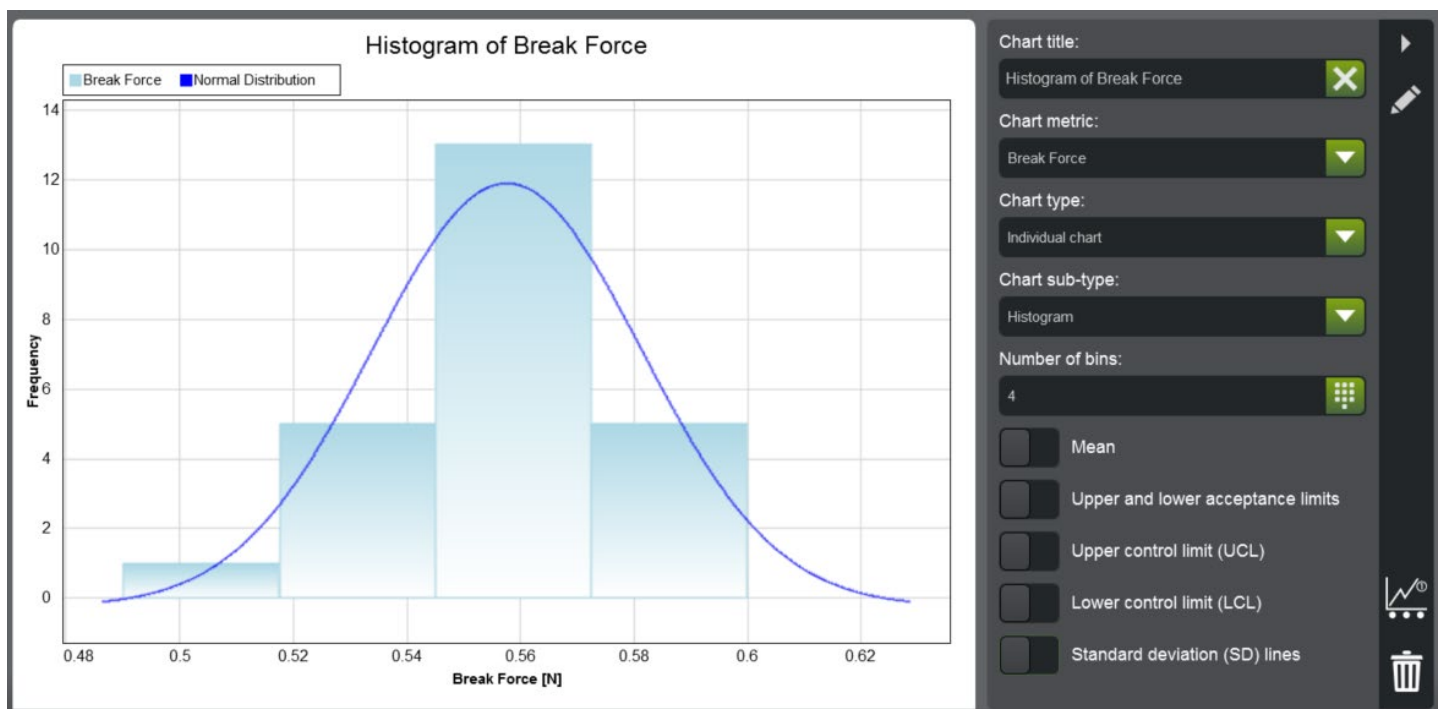 Histogram of Break Force
Break Force Normal Distribution
14
12
10
8
6
4
2
0
Frequency
0.48 0.5 0.52 0.54 0.56 0.58 0.6 0.62
Break Force [N]
Chart title:
Histogram of Break Force
Chart metric:
Break Force
Chart type:
Individual chart
Chart sub-type:
Histogram
Number of bins:
4
Mean
Upper and lower acceptance limits
Upper control limit (UCL)
Lower control limit (LCL)
Standard deviation (SD) lines